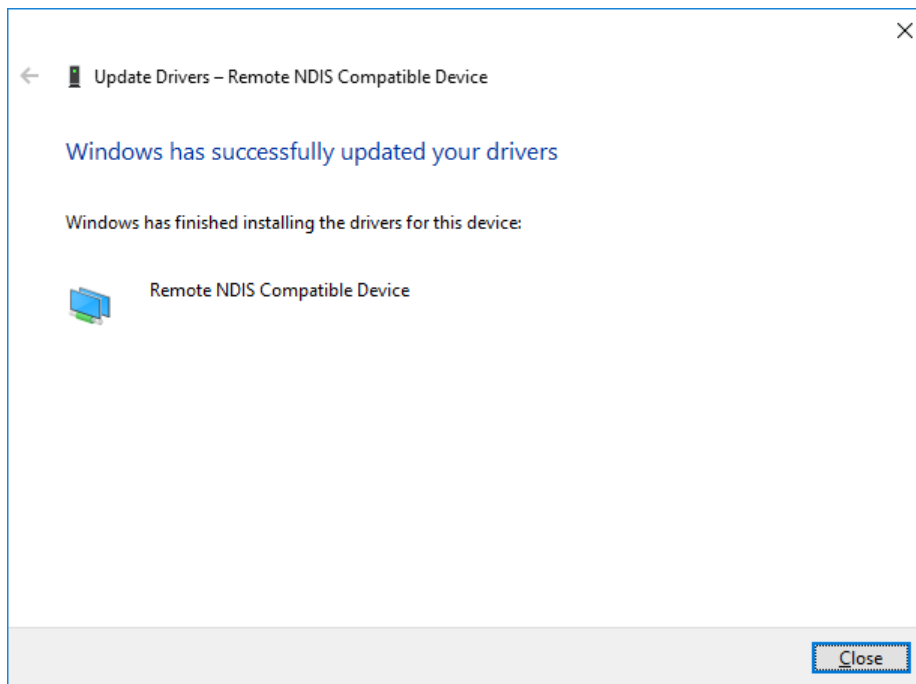 Update Drivers – Remote NDIS Compatible Device
Windows has successfully updated your drivers
Windows has finished installing the drivers for this device:
Remote NDIS Compatible Device
Close